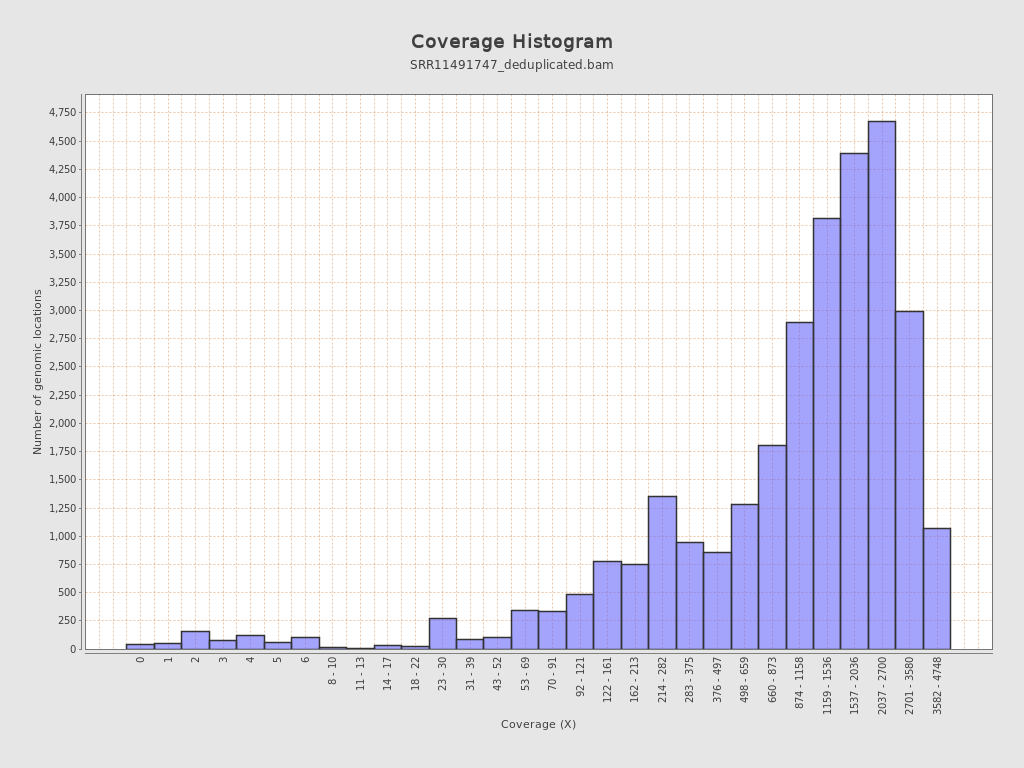 Coverage Histogram
SRR11491747_deduplicated.bam
Number of genomic locations
4,750
4,500
4,250
4,000
3,750
3,500
3,250
3,000
2,750
2,500
2,250
2,000
1,750
1,500
1,250
1,000
750
500
250
0
0
1
2
3
4
5
6
8 - 10
11 - 13
14 - 17
18 - 22
23 - 30
31 - 39
43 - 52
53 - 69
70 - 91
92 - 121
122 - 161
162 - 213
214 - 282
283 - 375
376 - 497
498 - 659
660 - 873
874 - 1158
1159 - 1536
1537 - 2036
2037 - 2700
2701 - 3580
3582 - 4748
Coverage (X)